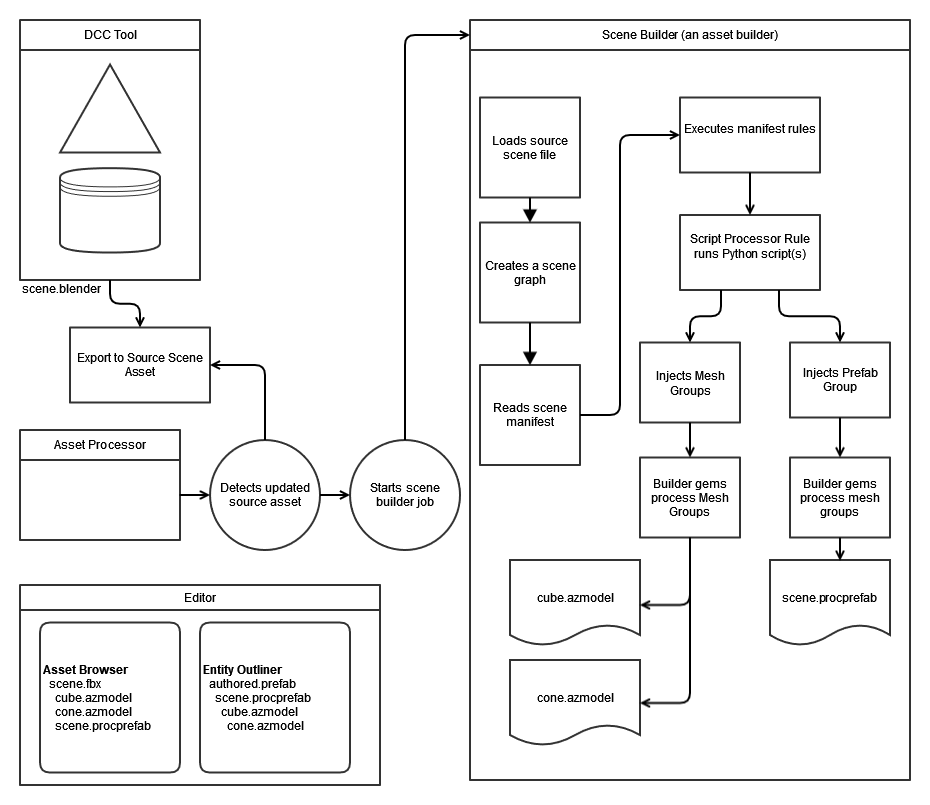 DCC Tool
scene.blender
Export to Source Scene
Asset
Asset Processor
Detects updated
source asset
Starts scene
builder job
Scene Builder (an asset builder)
Loads source
scene file
Creates a scene
graph
Reads scene
manifest
Executes manifest rules
Script Processor Rule
runs Python script(s)
Injects Mesh
Groups
Injects Prefab
Group
Builder gems
process Mesh
Groups
Builder gems
process mesh
groups
cube.azmodel
cone.azmodel
scene.procprefab
Editor
Asset Browser
scene.fbx
cube.azmodel
cone.azmodel
scene.procprefab
Entity Outliner
authored.prefab
scene.procprefab
cube.azmodel
cone.azmodel